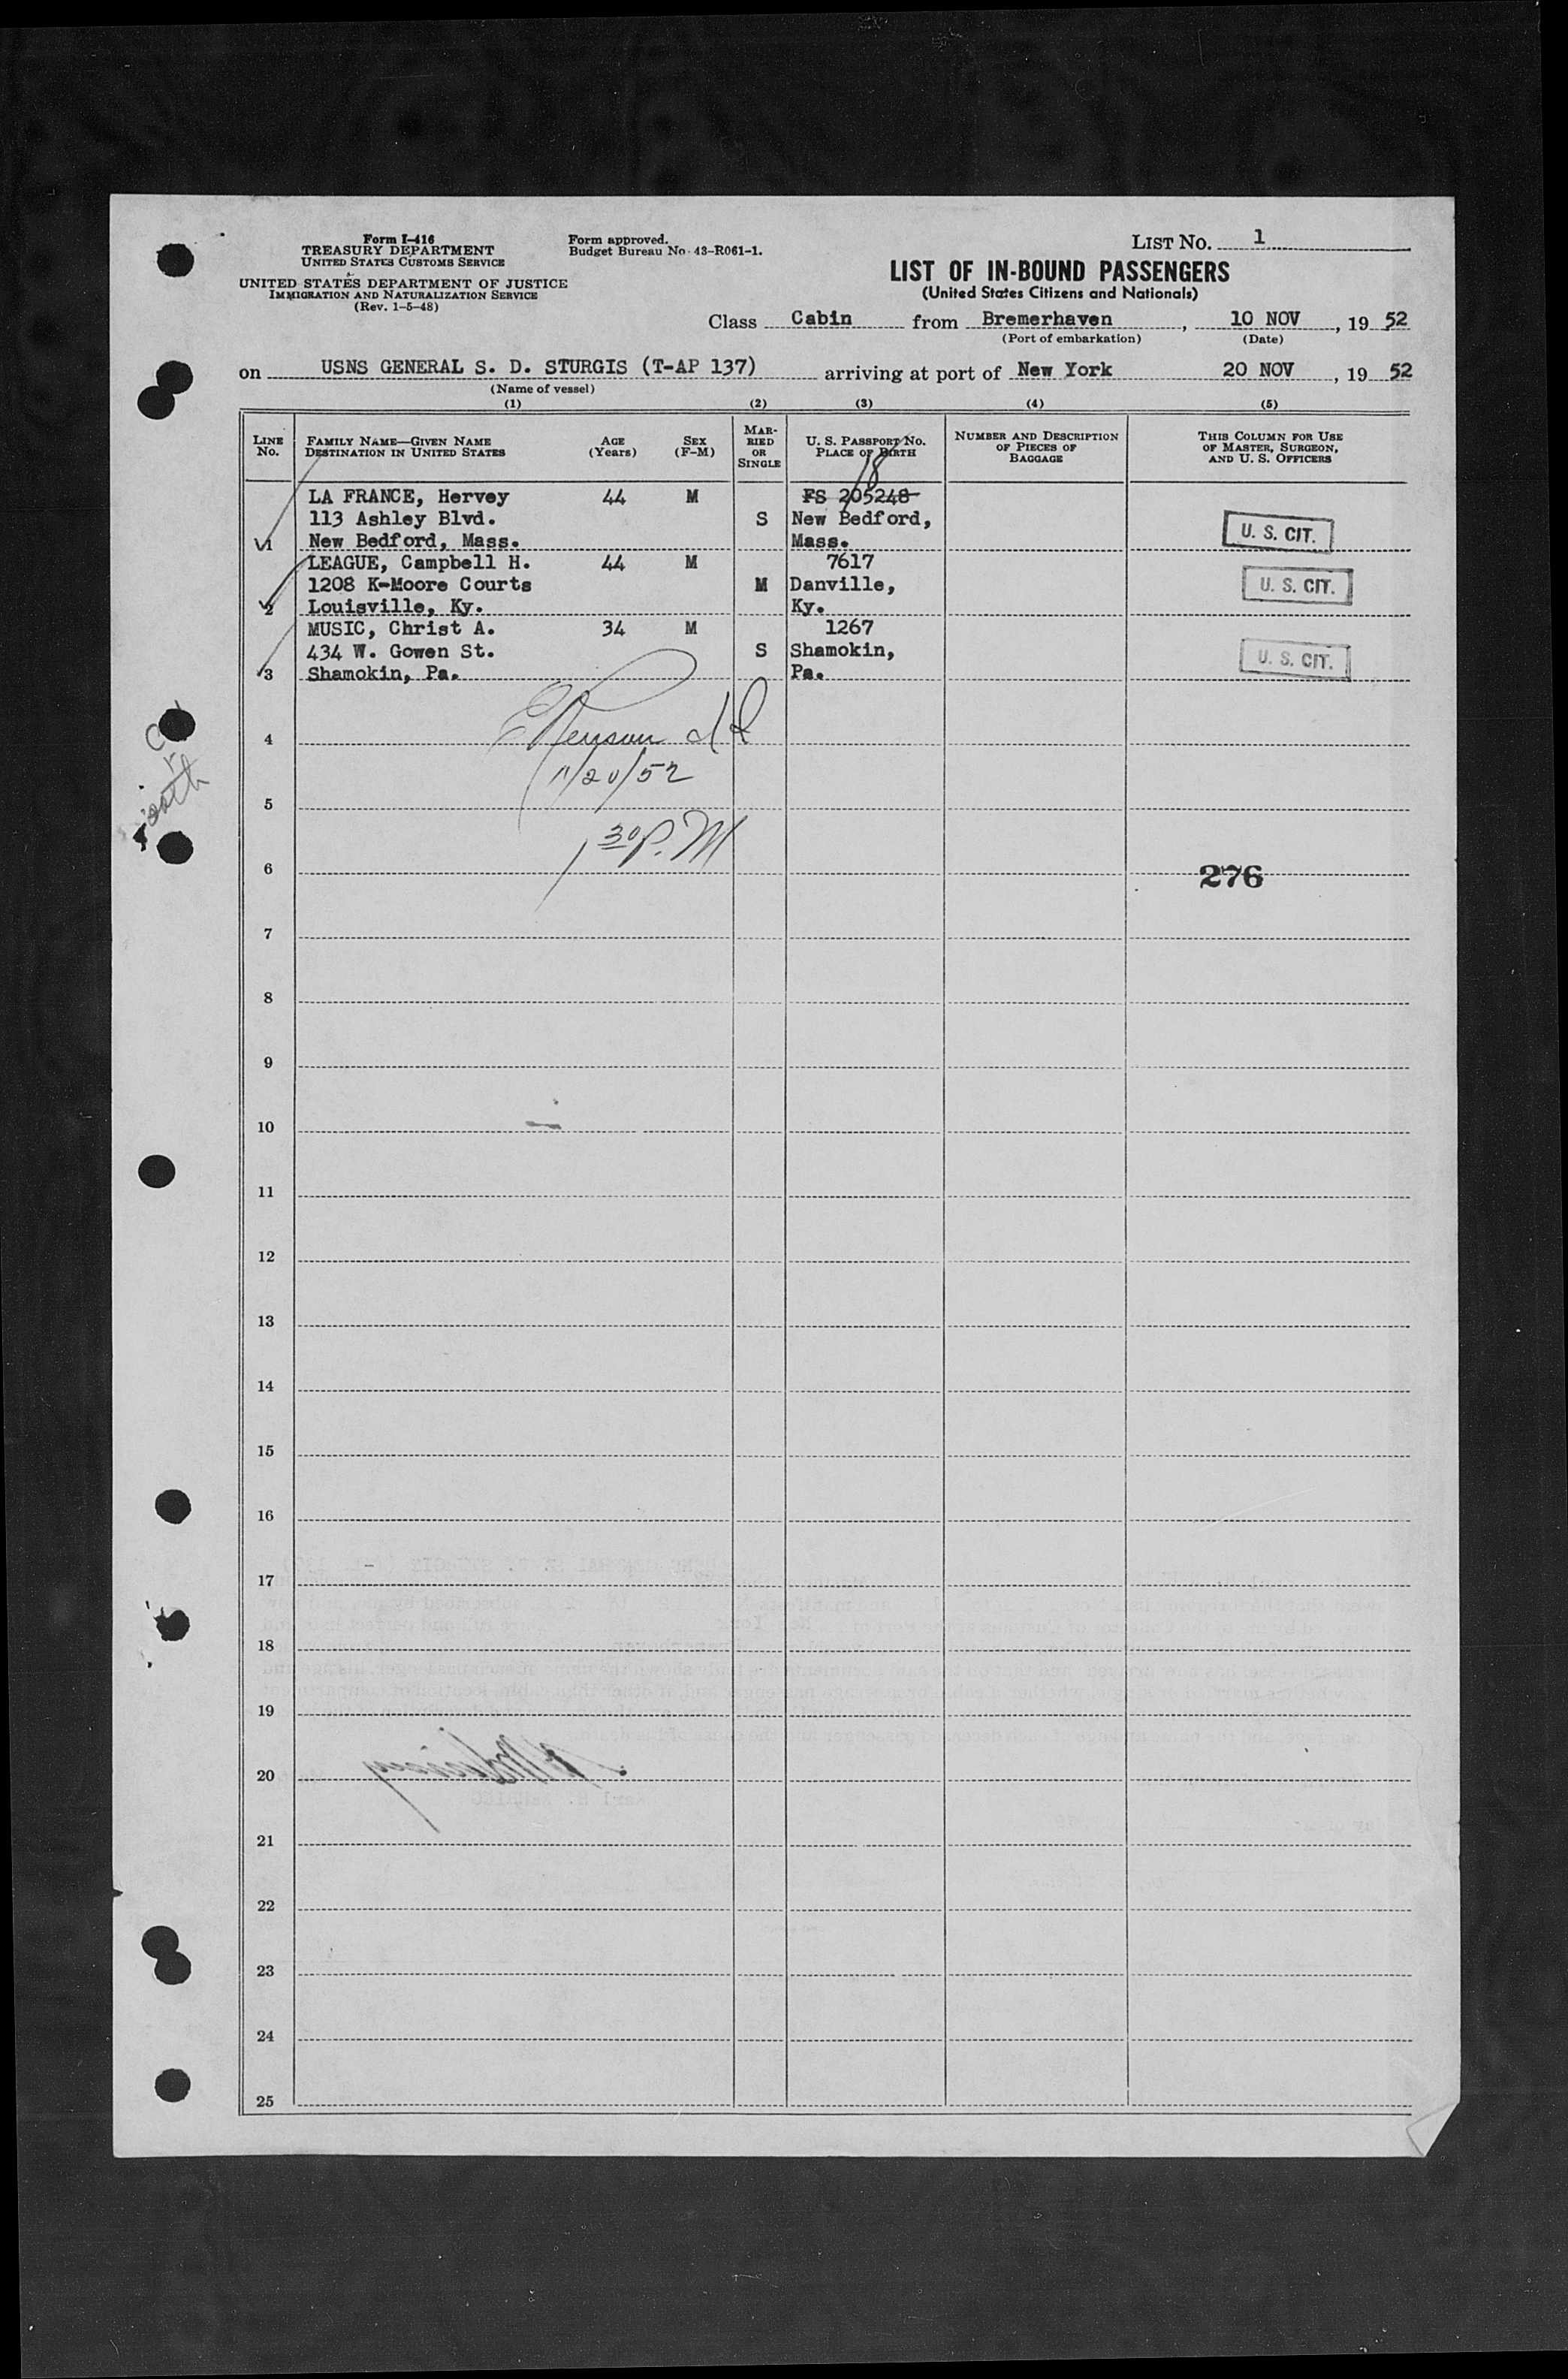 Form I-416
TREASURY DEPARTMENT
UNITED STATES CUSTOMS SERVICE
UNITED STATES DEPARTMENT OF JUSTICE
IMMIGRATION AND NATURALIZATION SERVICE
(Rev. 1-5-48)
Form approved.
Budget Bureau No. 43-R061-1.
LIST NO. 1
LIST OF IN-BOUND PASSENGERS
(United States Citizens and Nationals)
Class Cabin from Bremerhaven, 10 NOV, 19 52
(Port of embarkation) (Date)
on USNS GENERAL S. D. STURGIS (T-AP 137) arriving at port of New York 20 NOV, 19 52
(Name of vessel)
(1) (2) (3) (4) (5)
LINE NO.
FAMILY NAME—GIVEN NAME
DESTINATION IN UNITED STATES
AGE (Years)
SEX (F-M)
MARRIED OR SINGLE
U. S. PASSPORT NO.
PLACE OF BIRTH
NUMBER AND DESCRIPTION
OF PIECES OF
BAGGAGE
THIS COLUMN FOR USE
OF MASTER, SURGEON,
AND U. S. OFFICERS
18
LA FRANCE, Hervey 44 M FS 205248
113 Ashley Blvd. S New Bedford,
1 New Bedford, Mass. Mass. U. S. CIT.
LEAGUE, Campbell H. 44 M 7617
1208 K-Moore Courts M Danville, U. S. CIT.
2 Louisville, Ky. Ky.
MUSIC, Christ A. 34 M 1267
434 W. Gowen St. S Shamokin, U. S. CIT.
3 Shamokin, Pa. Pa.
4
11/20/52
5
1 30 P. M
6 276
7
8
9
10
11
12
13
14
15
16
17
18
19
20
21
22
23
24
25